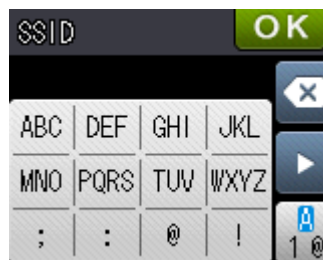 SSID OK
ABC DEF GHI JKL
MNO PQRS TUV WXYZ
; : @ !
A
1 @